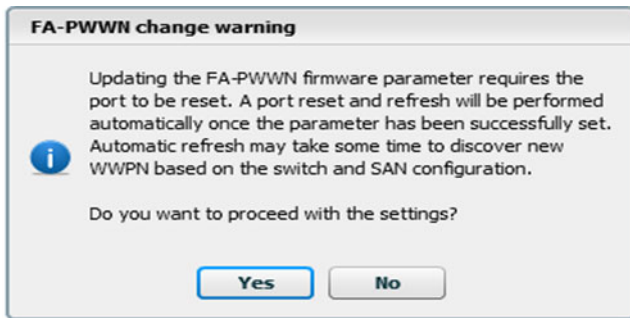 FA-PWWN change warning
Updating the FA-PWWN firmware parameter requires the
port to be reset. A port reset and refresh will be performed
automatically once the parameter has been successfully set.
Automatic refresh may take some time to discover new
WWPN based on the switch and SAN configuration.
Do you want to proceed with the settings?
Yes No